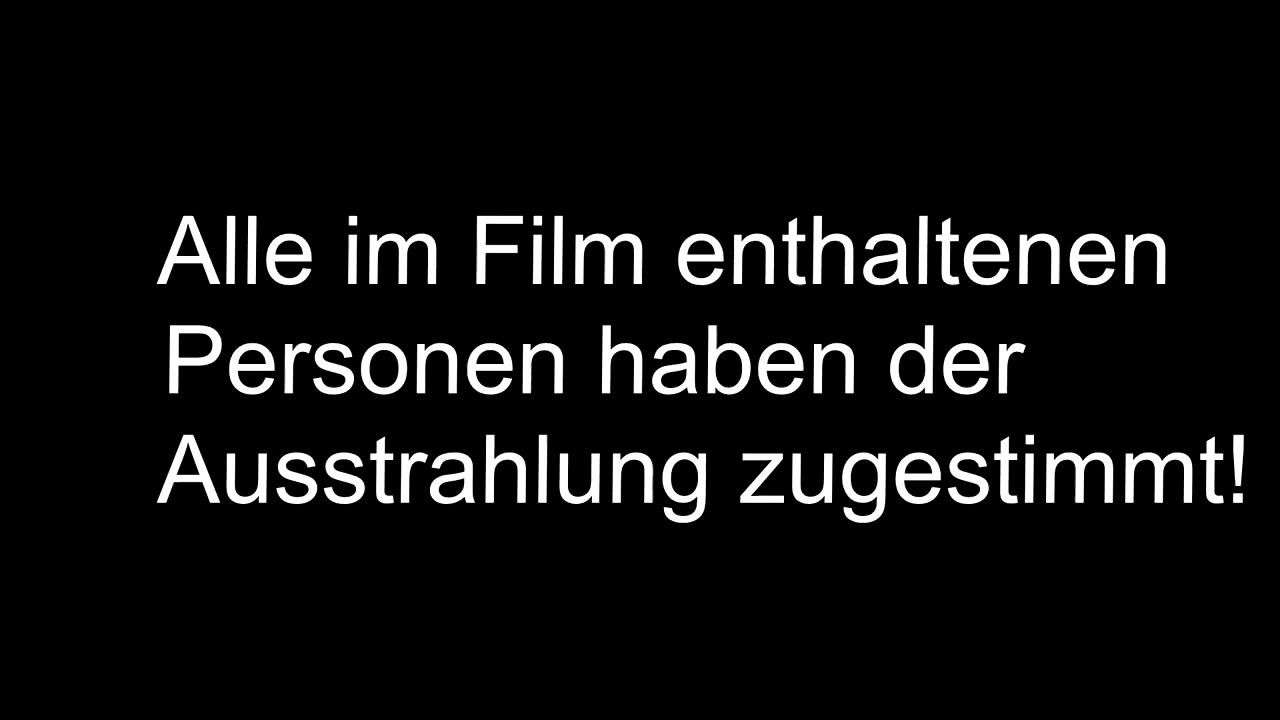 Alle im Film enthaltenen
Personen haben der
Ausstrahlung zugestimmt!